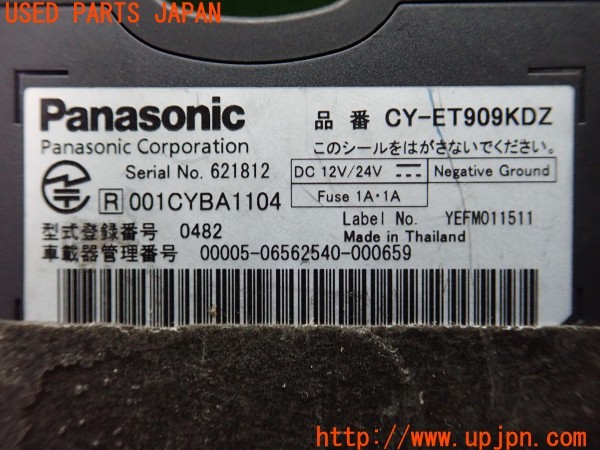 USED PARTS JAPAN
Panasonic 品番 CY-ET909KDZ
Panasonic Corporation このシールをはがさないでください。
Serial No. 621812 DC 12V/24V Negative Ground
R 001CYBA1104 Fuse 1A・1A
Label No. YEFM011511
型式登録番号 0482 Made in Thailand
車載器管理番号 00005-06562540-000659
http://www.upjpn.com/